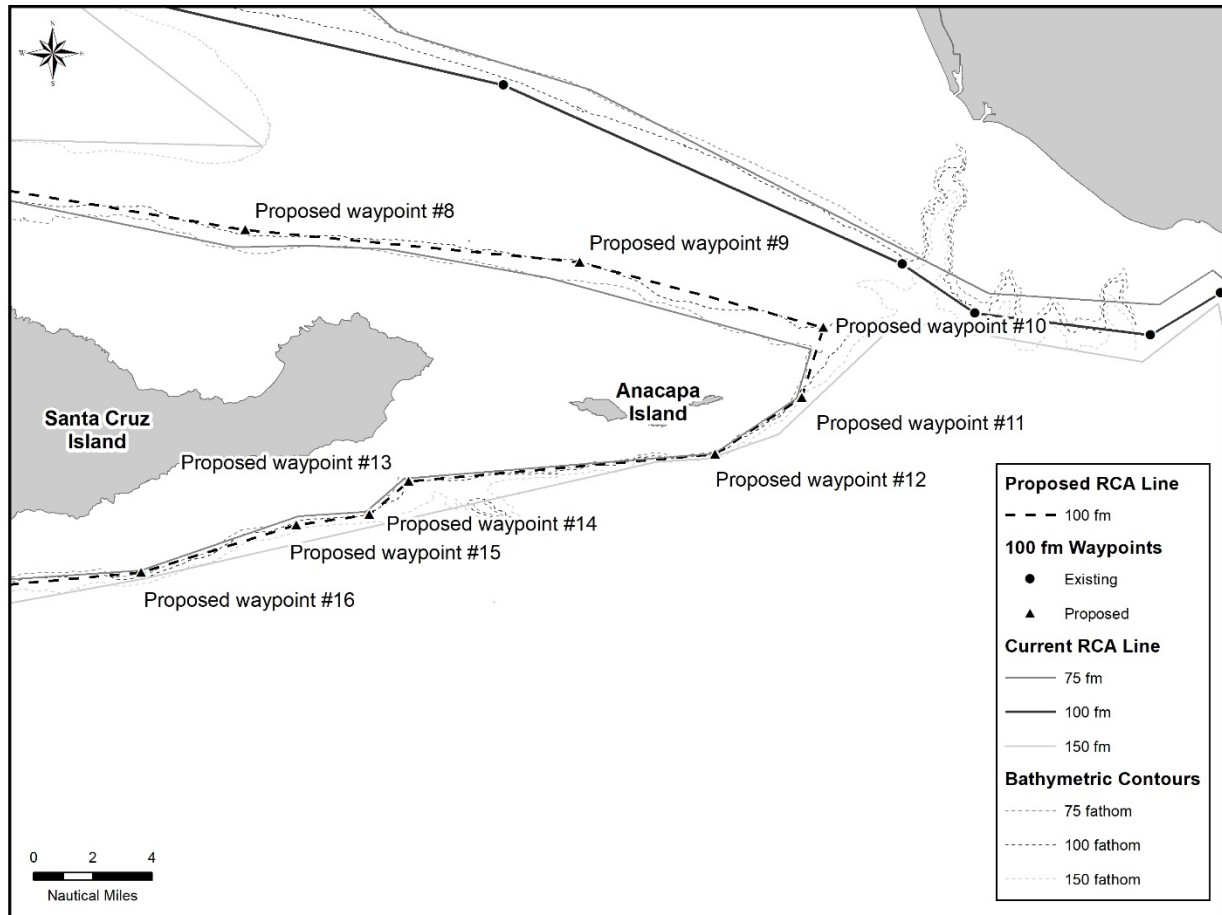 N
W E
S
Proposed waypoint #8
Proposed waypoint #9
Proposed waypoint #10
Anacapa
Island
Santa Cruz
Island
Proposed waypoint #11
Proposed waypoint #13
Proposed waypoint #12
Proposed waypoint #14
Proposed waypoint #15
Proposed waypoint #16
Proposed RCA Line
100 fm
100 fm Waypoints
Existing
Proposed
Current RCA Line
75 fm
100 fm
150 fm
Bathymetric Contours
75 fathom
100 fathom
150 fathom
0 2 4
Nautical Miles